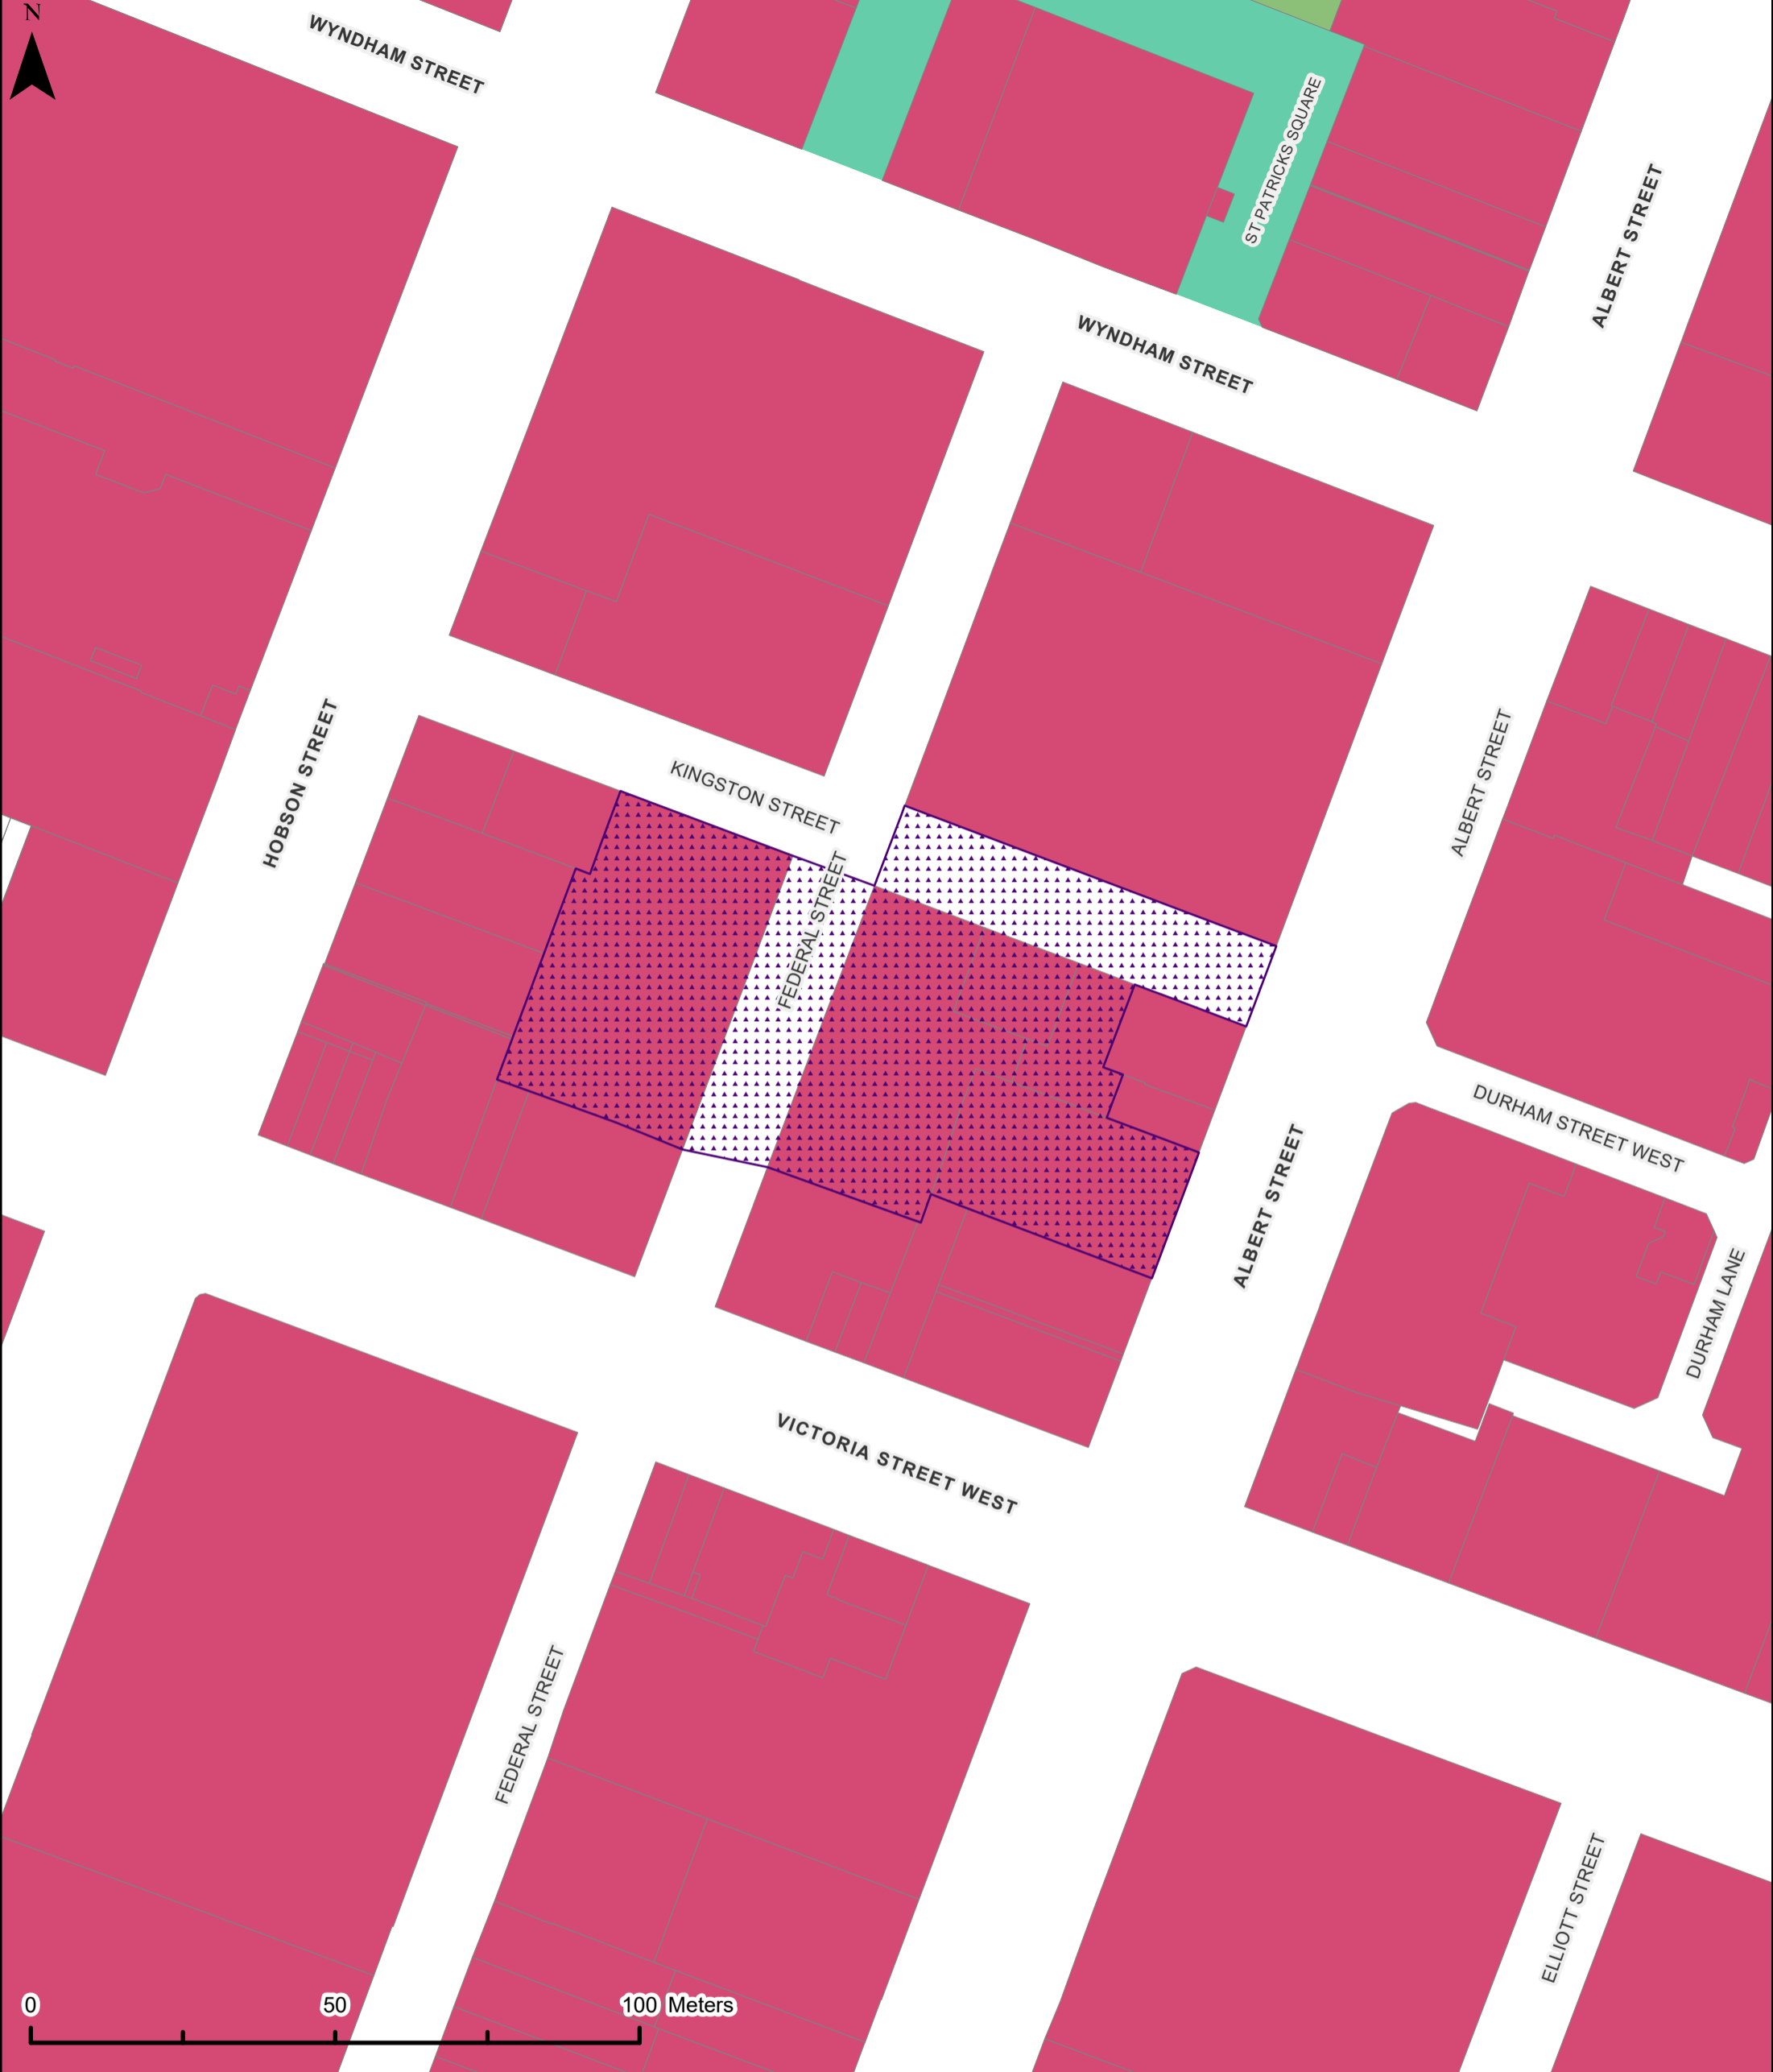 N
WYNDHAM STREET
ST PATRICKS SQUARE
ALBERT STREET
WYNDHAM STREET
HOBSON STREET
KINGSTON STREET
ALBERT STREET
FEDERAL STREET
DURHAM STREET WEST
ALBERT STREET
DURHAM LANE
VICTORIA STREET WEST
FEDERAL STREET
ELLIOTT STREET
0 50 100 Meters